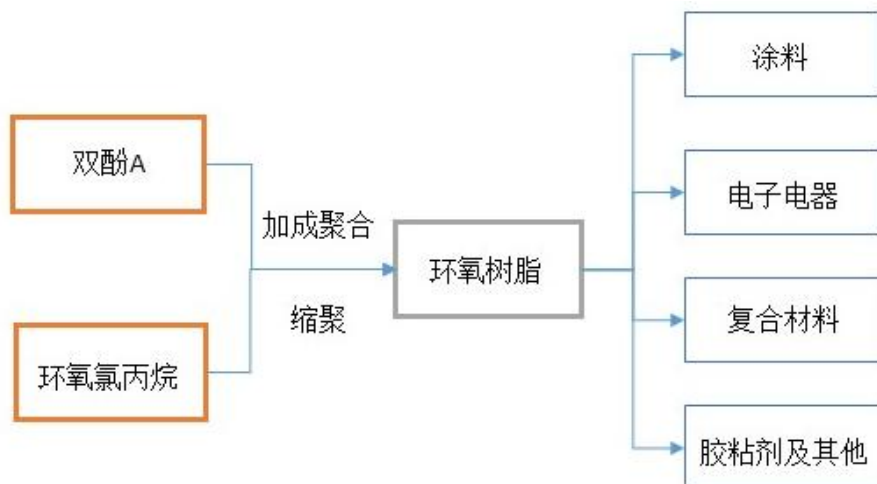 双酚A
环氧氯丙烷
加成聚合
缩聚
环氧树脂
涂料
电子电器
复合材料
胶粘剂及其他